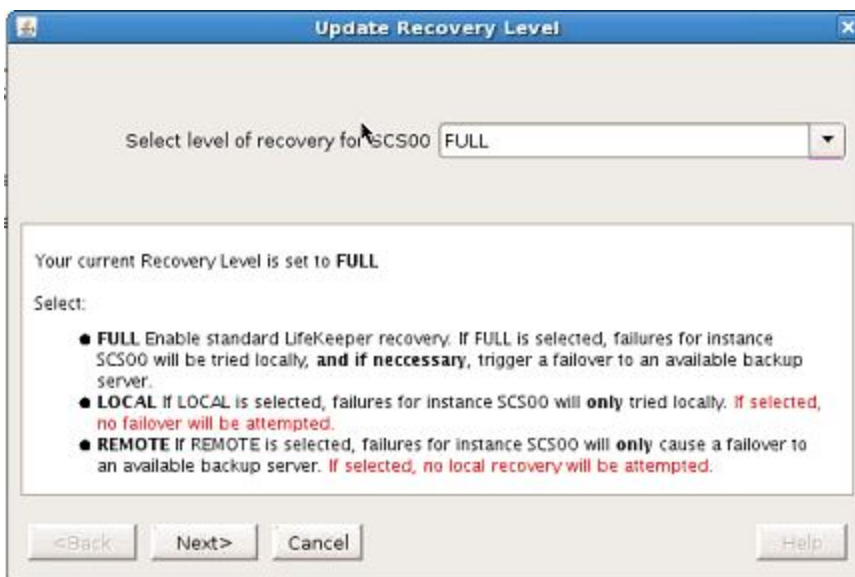 Update Recovery Level
Select level of recovery for SCS00 FULL
Your current Recovery Level is set to FULL
Select:
● FULL Enable standard LifeKeeper recovery. If FULL is selected, failures for instance
SCS00 will be tried locally, and if neccessary, trigger a failover to an available backup
server.
● LOCAL If LOCAL is selected, failures for instance SCS00 will only tried locally. If selected,
no failover will be attempted.
● REMOTE If REMOTE is selected, failures for instance SCS00 will only cause a failover to
an available backup server. If selected, no local recovery will be attempted.
<Back Next> Cancel Help